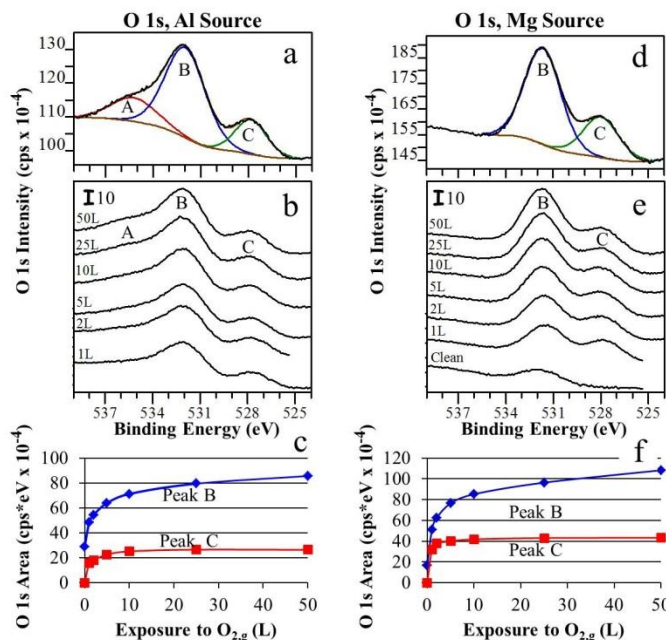 O 1s, Al Source
O 1s, Mg Source
O 1s Intensity (cps x 10⁻⁴)
130
120
110
100
a
A
B
C
b
10
50L
25L
10L
5L
2L
1L
A
B
C
537 534 531 528 525
Binding Energy (eV)
O 1s Area (cps*eV x 10⁻⁴)
c
100
80
60
40
20
0
Peak B
Peak C
0 10 20 30 40 50
Exposure to O₂,g (L)
O 1s Intensity (cps x 10⁻⁴)
185
175
165
155
145
d
B
C
e
10
50L
25L
10L
5L
2L
1L
Clean
B
C
537 534 531 528 525
Binding Energy (eV)
O 1s Area (cps*eV x 10⁻⁴)
f
120
100
80
60
40
20
0
Peak B
Peak C
0 10 20 30 40 50
Exposure to O₂,g (L)